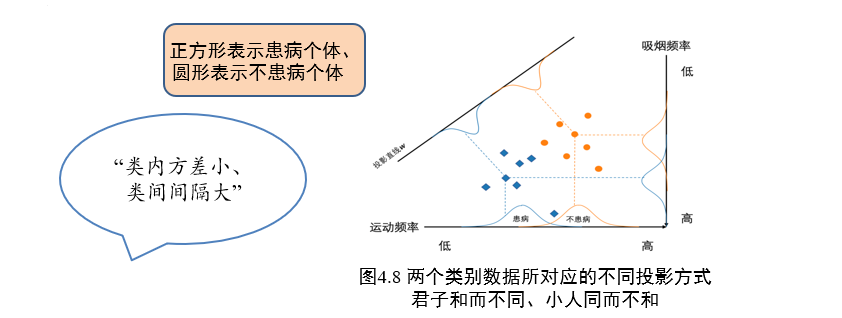 正方形表示患病个体、
圆形表示不患病个体
“类内方差小、
类间间隔大”
吸烟频率
低
投影直线w
患病
不患病
高
运动频率
低
高
图4.8 两个类别数据所对应的不同投影方式
君子和而不同、小人同而不和